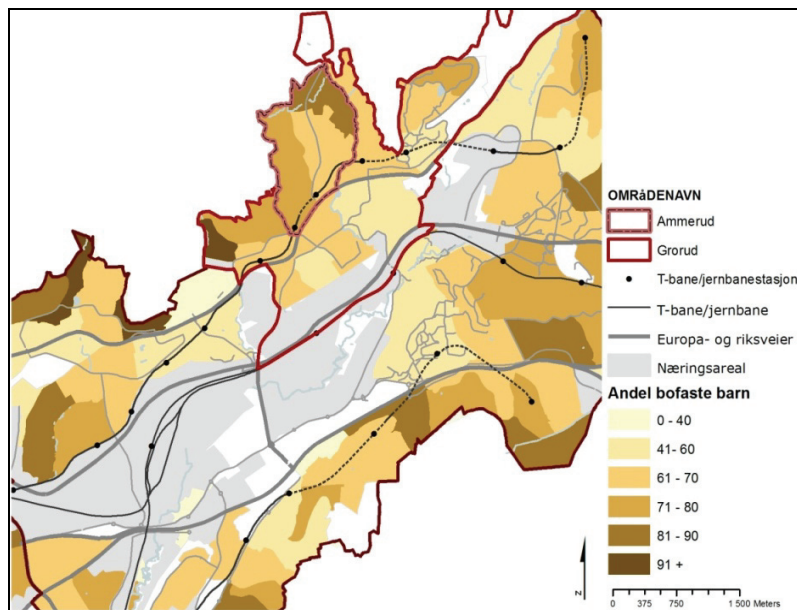 OMRåDENAVN
Ammerud
Grorud
T-bane/jernbanestasjon
T-bane/jernbane
Europa- og riksveier
Næringsareal
Andel bofaste barn
0 - 40
41- 60
61 - 70
71 - 80
81 - 90
91 +
N
0 375 750 1 500 Meters